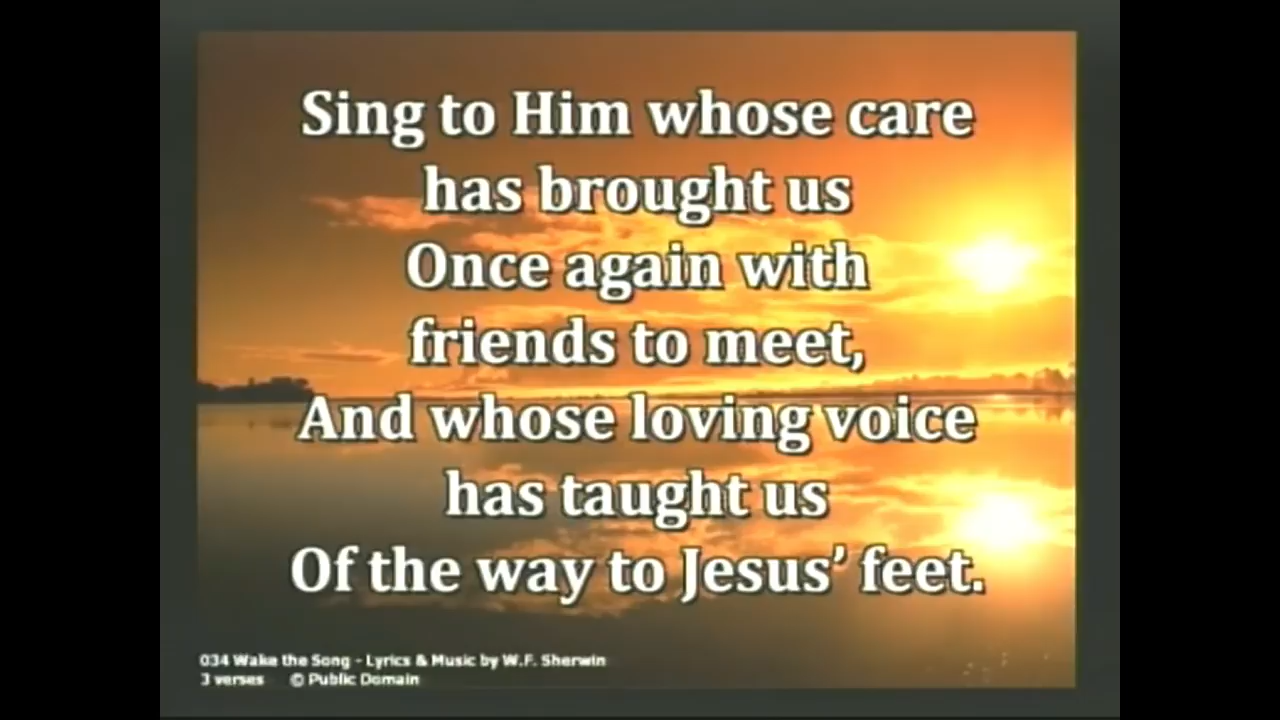 Sing to Him whose care
has brought us
Once again with
friends to meet,
And whose loving voice
has taught us
Of the way to Jesus’ feet.
034 Wake the Song - Lyrics & Music by W.F. Sherwin
3 verses © Public Domain